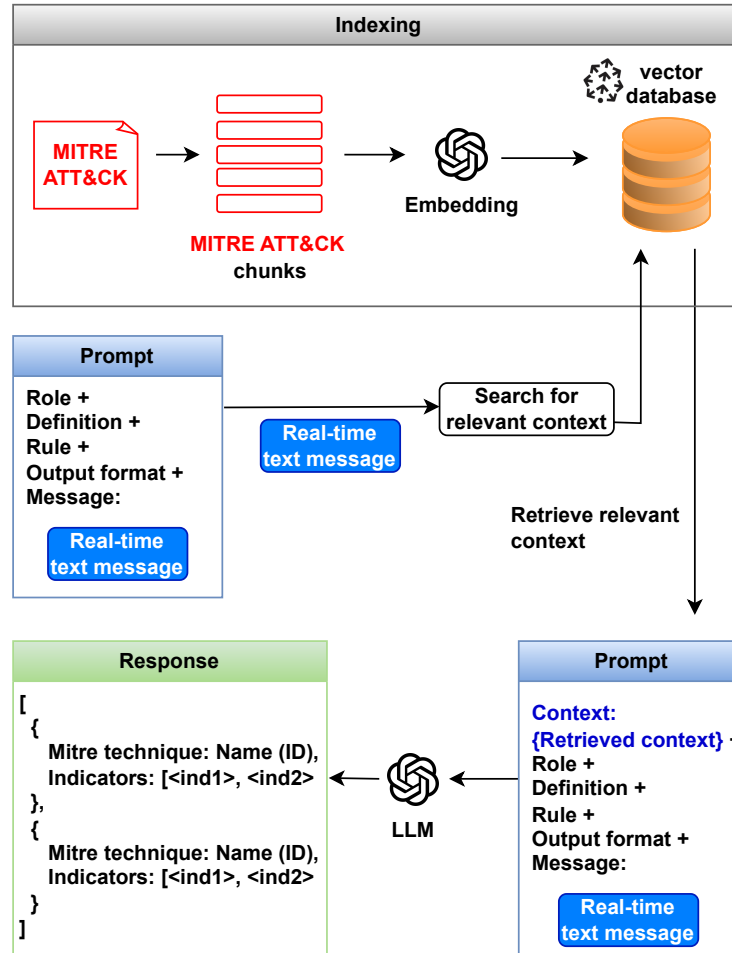 Indexing
vector
database
MITRE
ATT&CK
Embedding
MITRE ATT&CK
chunks
Prompt
Role +
Definition +
Rule +
Output format +
Message:
Real-time
text message
Real-time
text message
Search for
relevant context
Retrieve relevant
context
Response
[
{
Mitre technique: Name (ID),
Indicators: [<ind1>, <ind2>
},
{
Mitre technique: Name (ID),
Indicators: [<ind1>, <ind2>
}
]
LLM
Prompt
Context:
{Retrieved context} +
Role +
Definition +
Rule +
Output format +
Message:
Real-time
text message